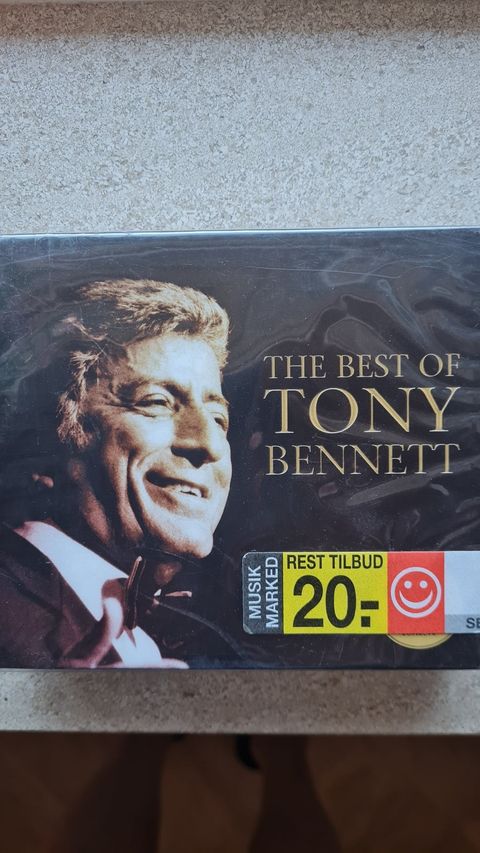 THE BEST OF
TONY
BENNETT
MUSIK
MARKED
REST TILBUD
20.-